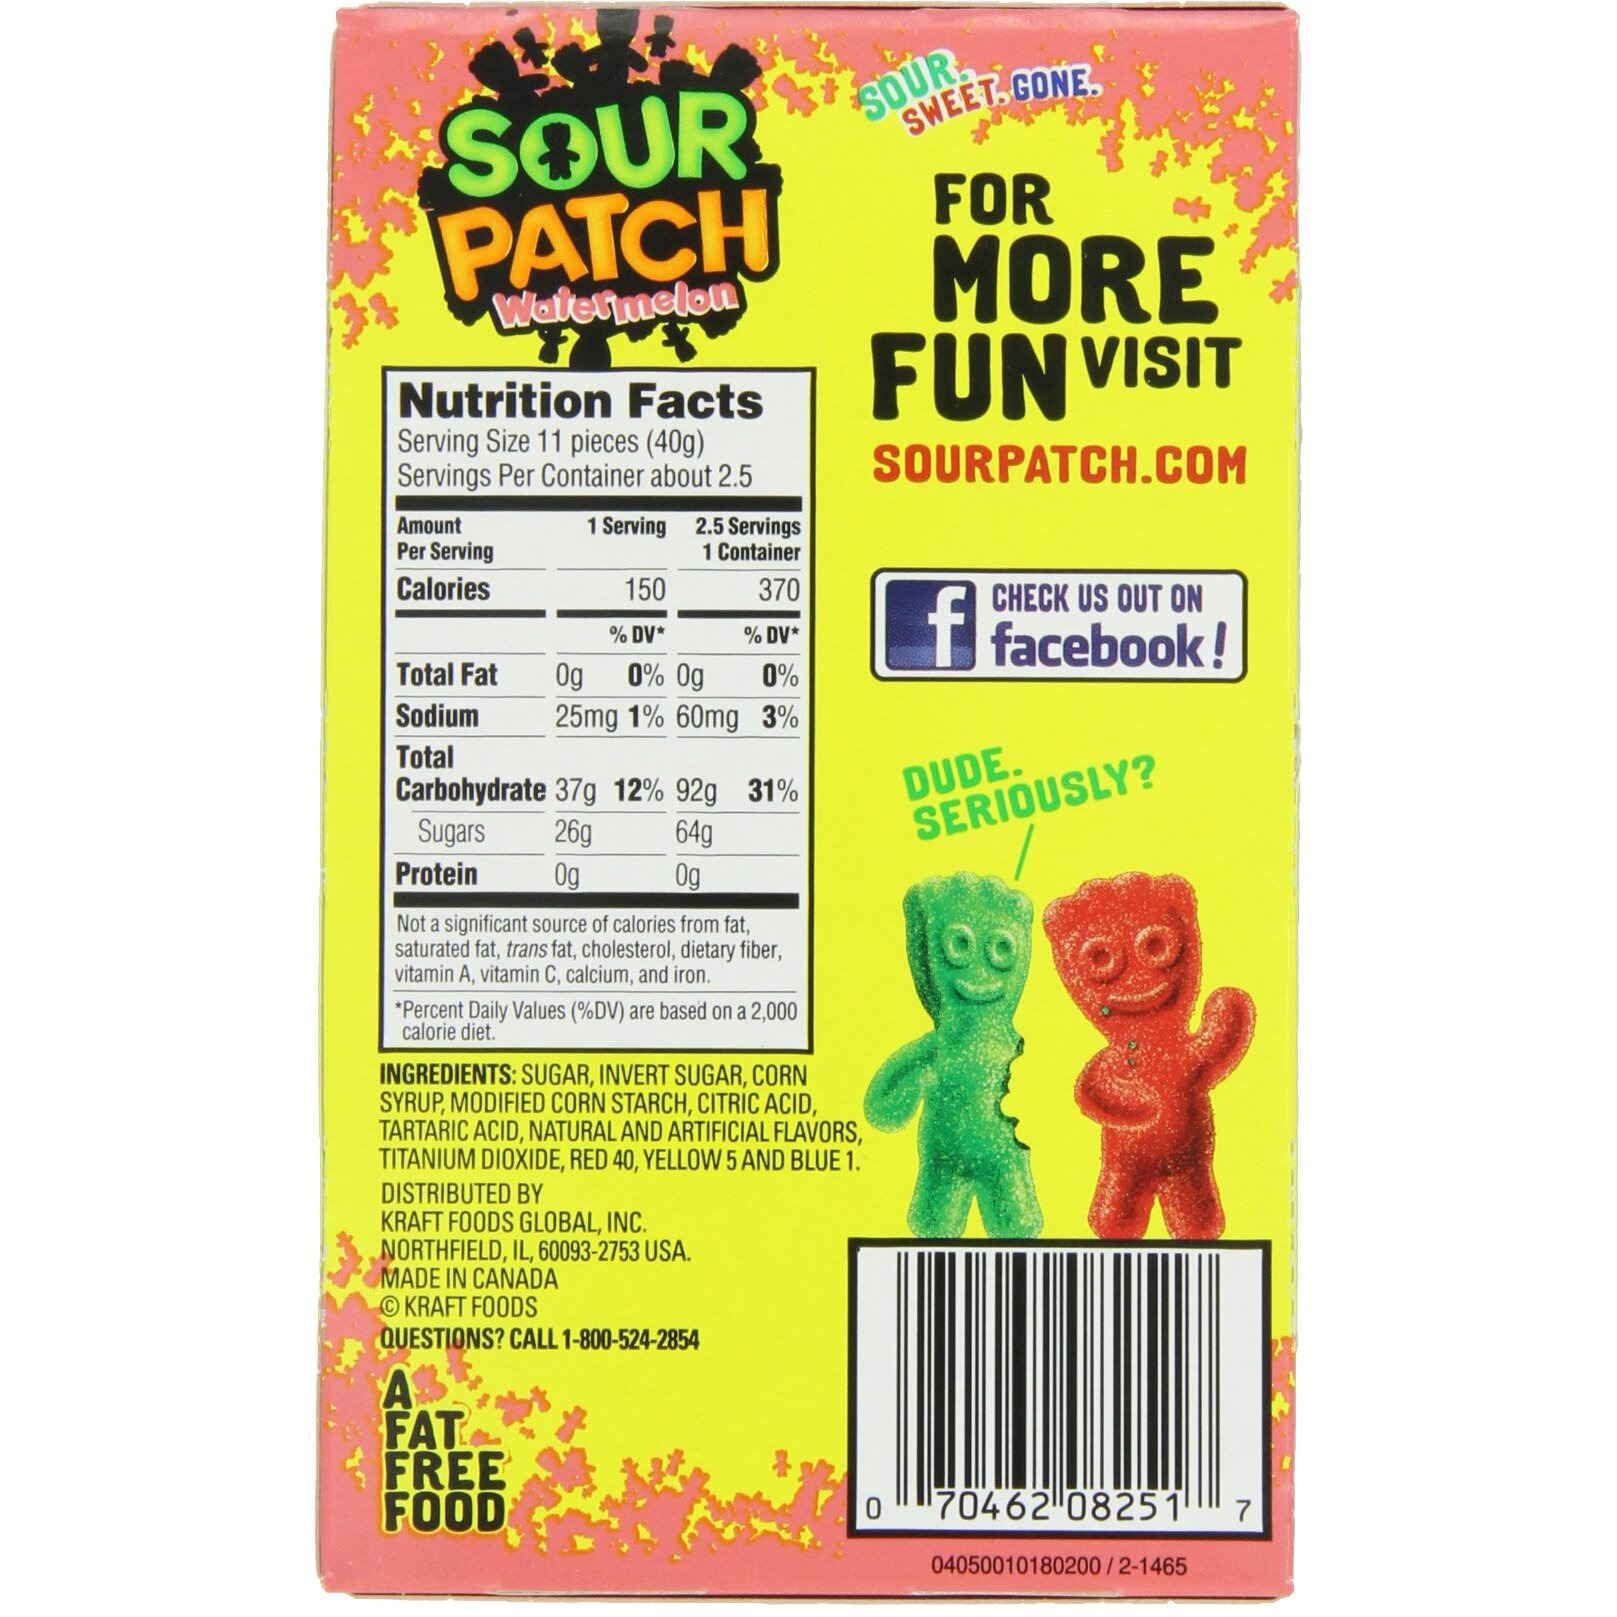 SOUR
PATCH
Watermelon
SOUR.
SWEET. GONE.
FOR
MORE
FUN VISIT
SOURPATCH.COM
Nutrition Facts
Serving Size 11 pieces (40g)
Servings Per Container about 2.5
Amount 1 Serving 2.5 Servings
Per Serving 1 Container
Calories 150 370
% DV* % DV*
Total Fat 0g 0% 0g 0%
Sodium 25mg 1% 60mg 3%
Total
Carbohydrate 37g 12% 92g 31%
Sugars 26g 64g
Protein 0g 0g
Not a significant source of calories from fat,
saturated fat, trans fat, cholesterol, dietary fiber,
vitamin A, vitamin C, calcium, and iron.
*Percent Daily Values (%DV) are based on a 2,000
calorie diet.
INGREDIENTS: SUGAR, INVERT SUGAR, CORN
SYRUP, MODIFIED CORN STARCH, CITRIC ACID,
TARTARIC ACID, NATURAL AND ARTIFICIAL FLAVORS,
TITANIUM DIOXIDE, RED 40, YELLOW 5 AND BLUE 1.
DISTRIBUTED BY
KRAFT FOODS GLOBAL, INC.
NORTHFIELD, IL, 60093-2753 USA.
MADE IN CANADA
© KRAFT FOODS
QUESTIONS? CALL 1-800-524-2854
A
FAT
FREE
FOOD
f CHECK US OUT ON
facebook!
DUDE.
SERIOUSLY?
0 70462 08251 7
04050010180200 / 2-1465